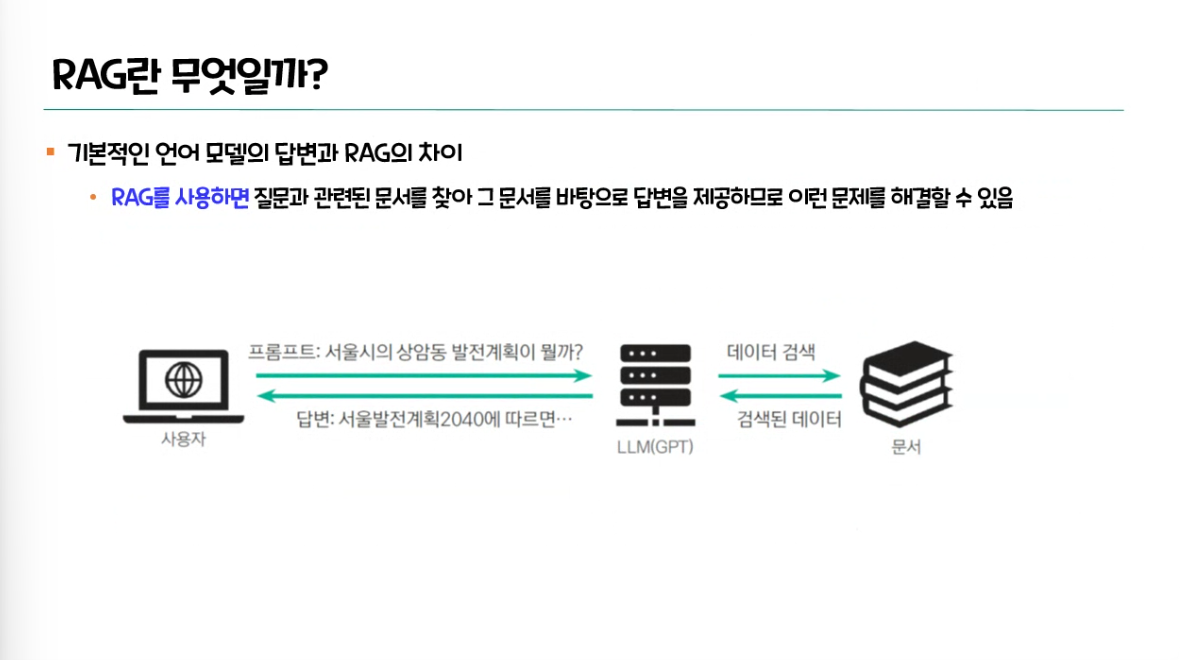 RAG란 무엇일까?
기본적인 언어 모델의 답변과 RAG의 차이
RAG를 사용하면 질문과 관련된 문서를 찾아 그 문서를 바탕으로 답변을 제공하므로 이런 문제를 해결할 수 있음
프롬프트: 서울시의 상암동 발전계획이 뭘까?
데이터 검색
답변: 서울발전계획2040에 따르면…
검색된 데이터
사용자
LLM(GPT)
문서